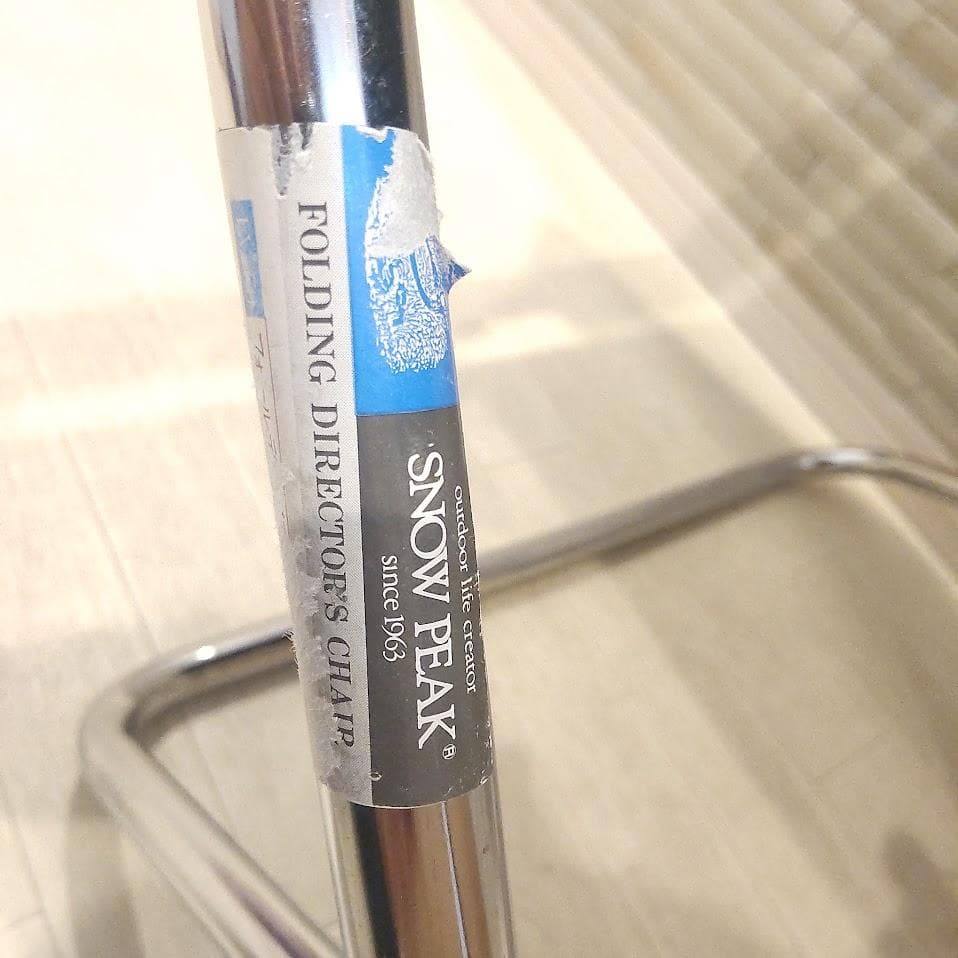 FOLDING DIRECTOR'S CHAIR
outdoor life creator
SNOW PEAK®
since 1963